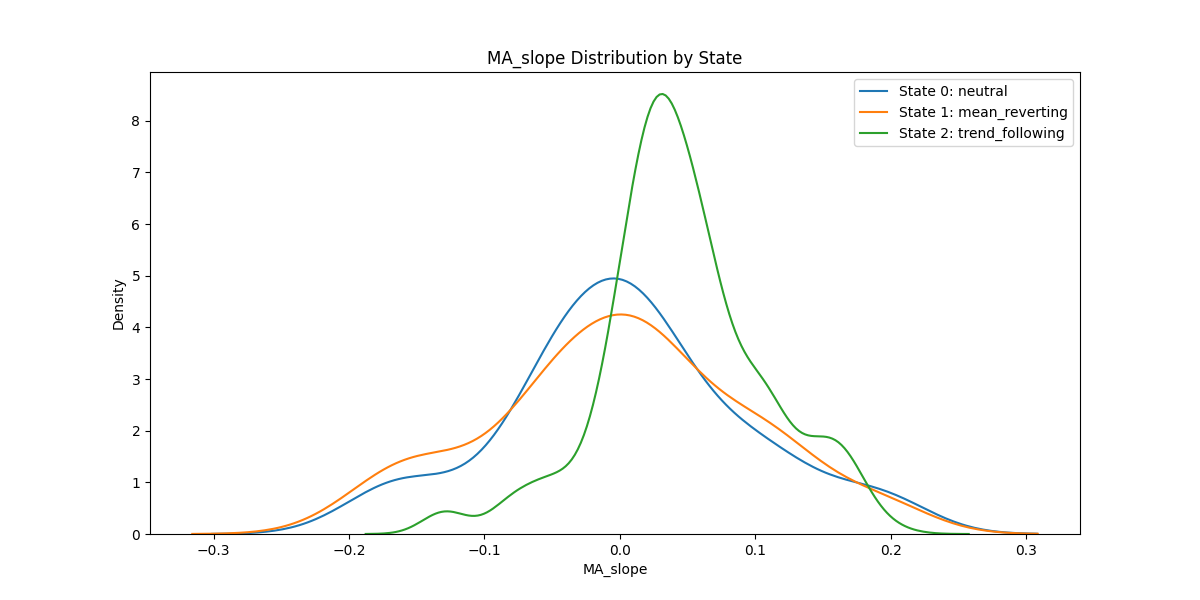 MA_slope Distribution by State
State 0: neutral
State 1: mean_reverting
State 2: trend_following
Density
8
7
6
5
4
3
2
1
0
−0.3
−0.2
−0.1
0.0
0.1
0.2
0.3
MA_slope